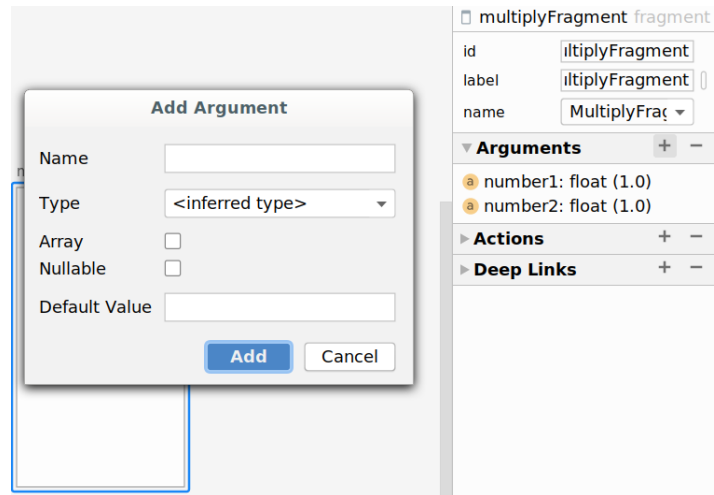 multiplyFragment fragment
id ıltiplyFragment
label ıltiplyFragment
name MultiplyFrag
Arguments
a number1: float (1.0)
a number2: float (1.0)
Actions
Deep Links
Add Argument
Name
Type <inferred type>
Array
Nullable
Default Value
Add Cancel